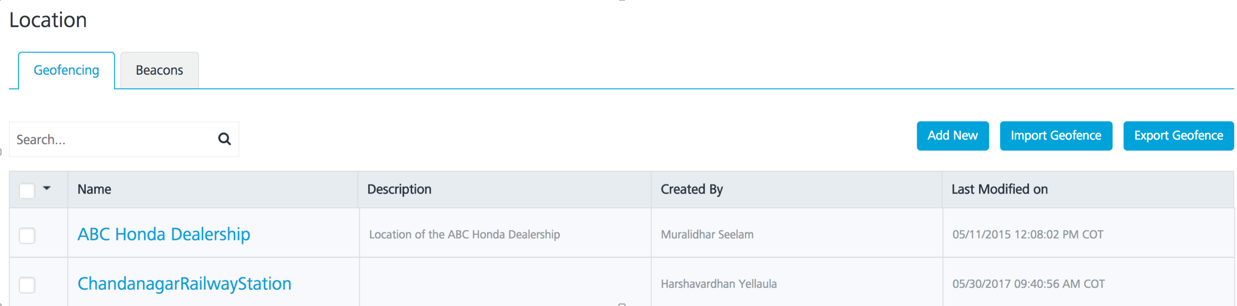 Location
Geofencing Beacons
Search... Add New Import Geofence Export Geofence
Name Description Created By Last Modified on
ABC Honda Dealership Location of the ABC Honda Dealership Muralidhar Seelam 05/11/2015 12:08:02 PM COT
ChandanagarRailwayStation Harshavardhan Yellaula 05/30/2017 09:40:56 AM COT